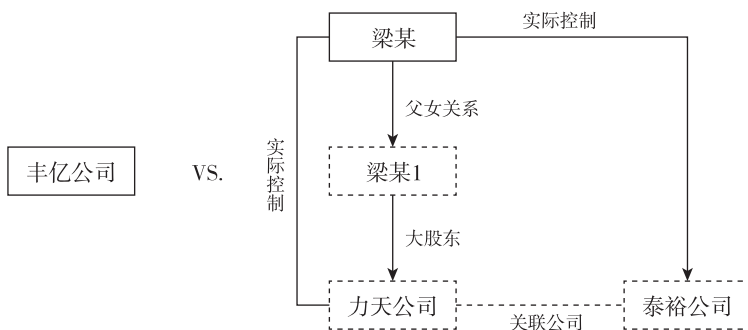 梁某
实际控制
父女关系
丰亿公司
VS.
实际控制
梁某1
大股东
力天公司
关联公司
泰裕公司